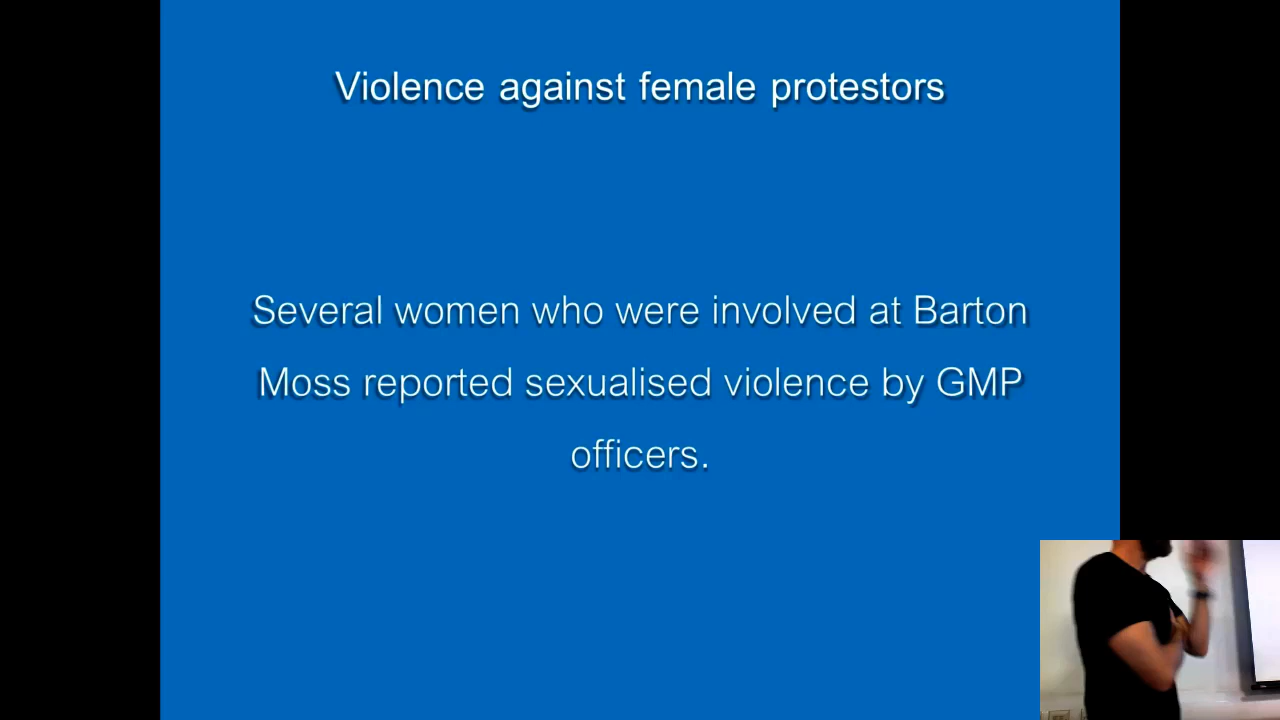 Violence against female protestors
Several women who were involved at Barton
Moss reported sexualised violence by GMP
officers.